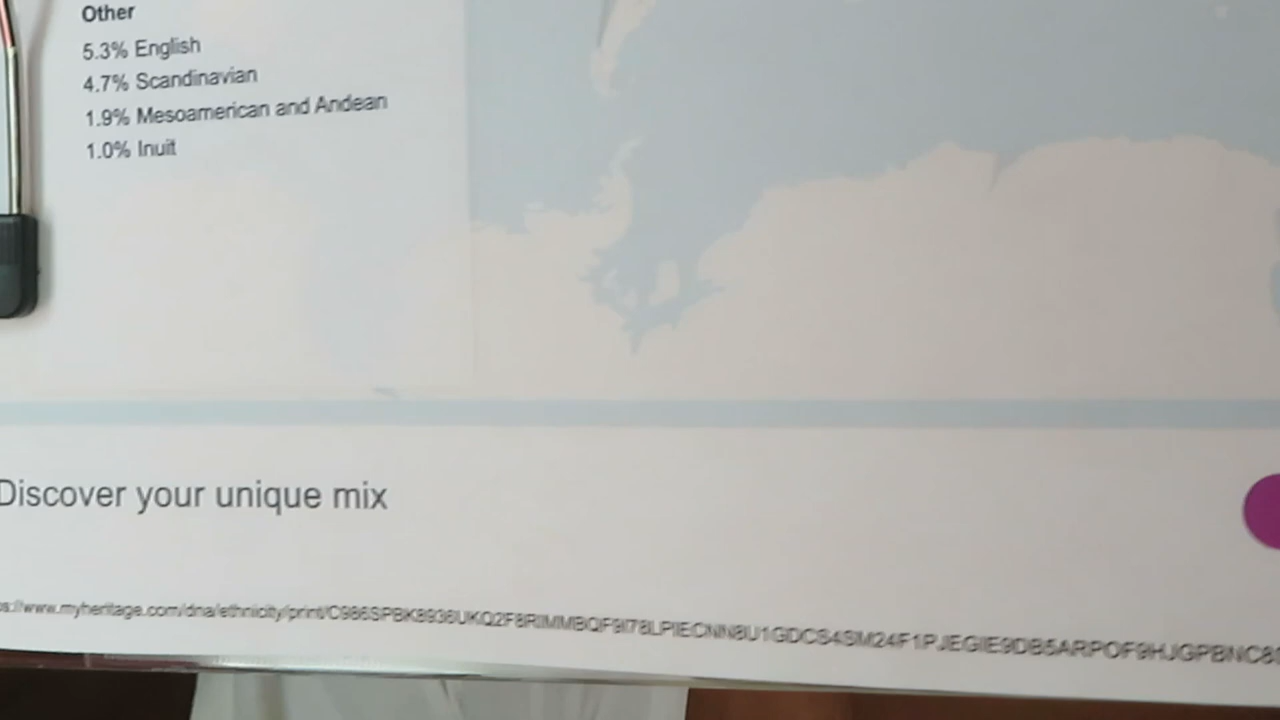 Other
5.3% English
4.7% Scandinavian
1.9% Mesoamerican and Andean
1.0% Inuit
Discover your unique mix